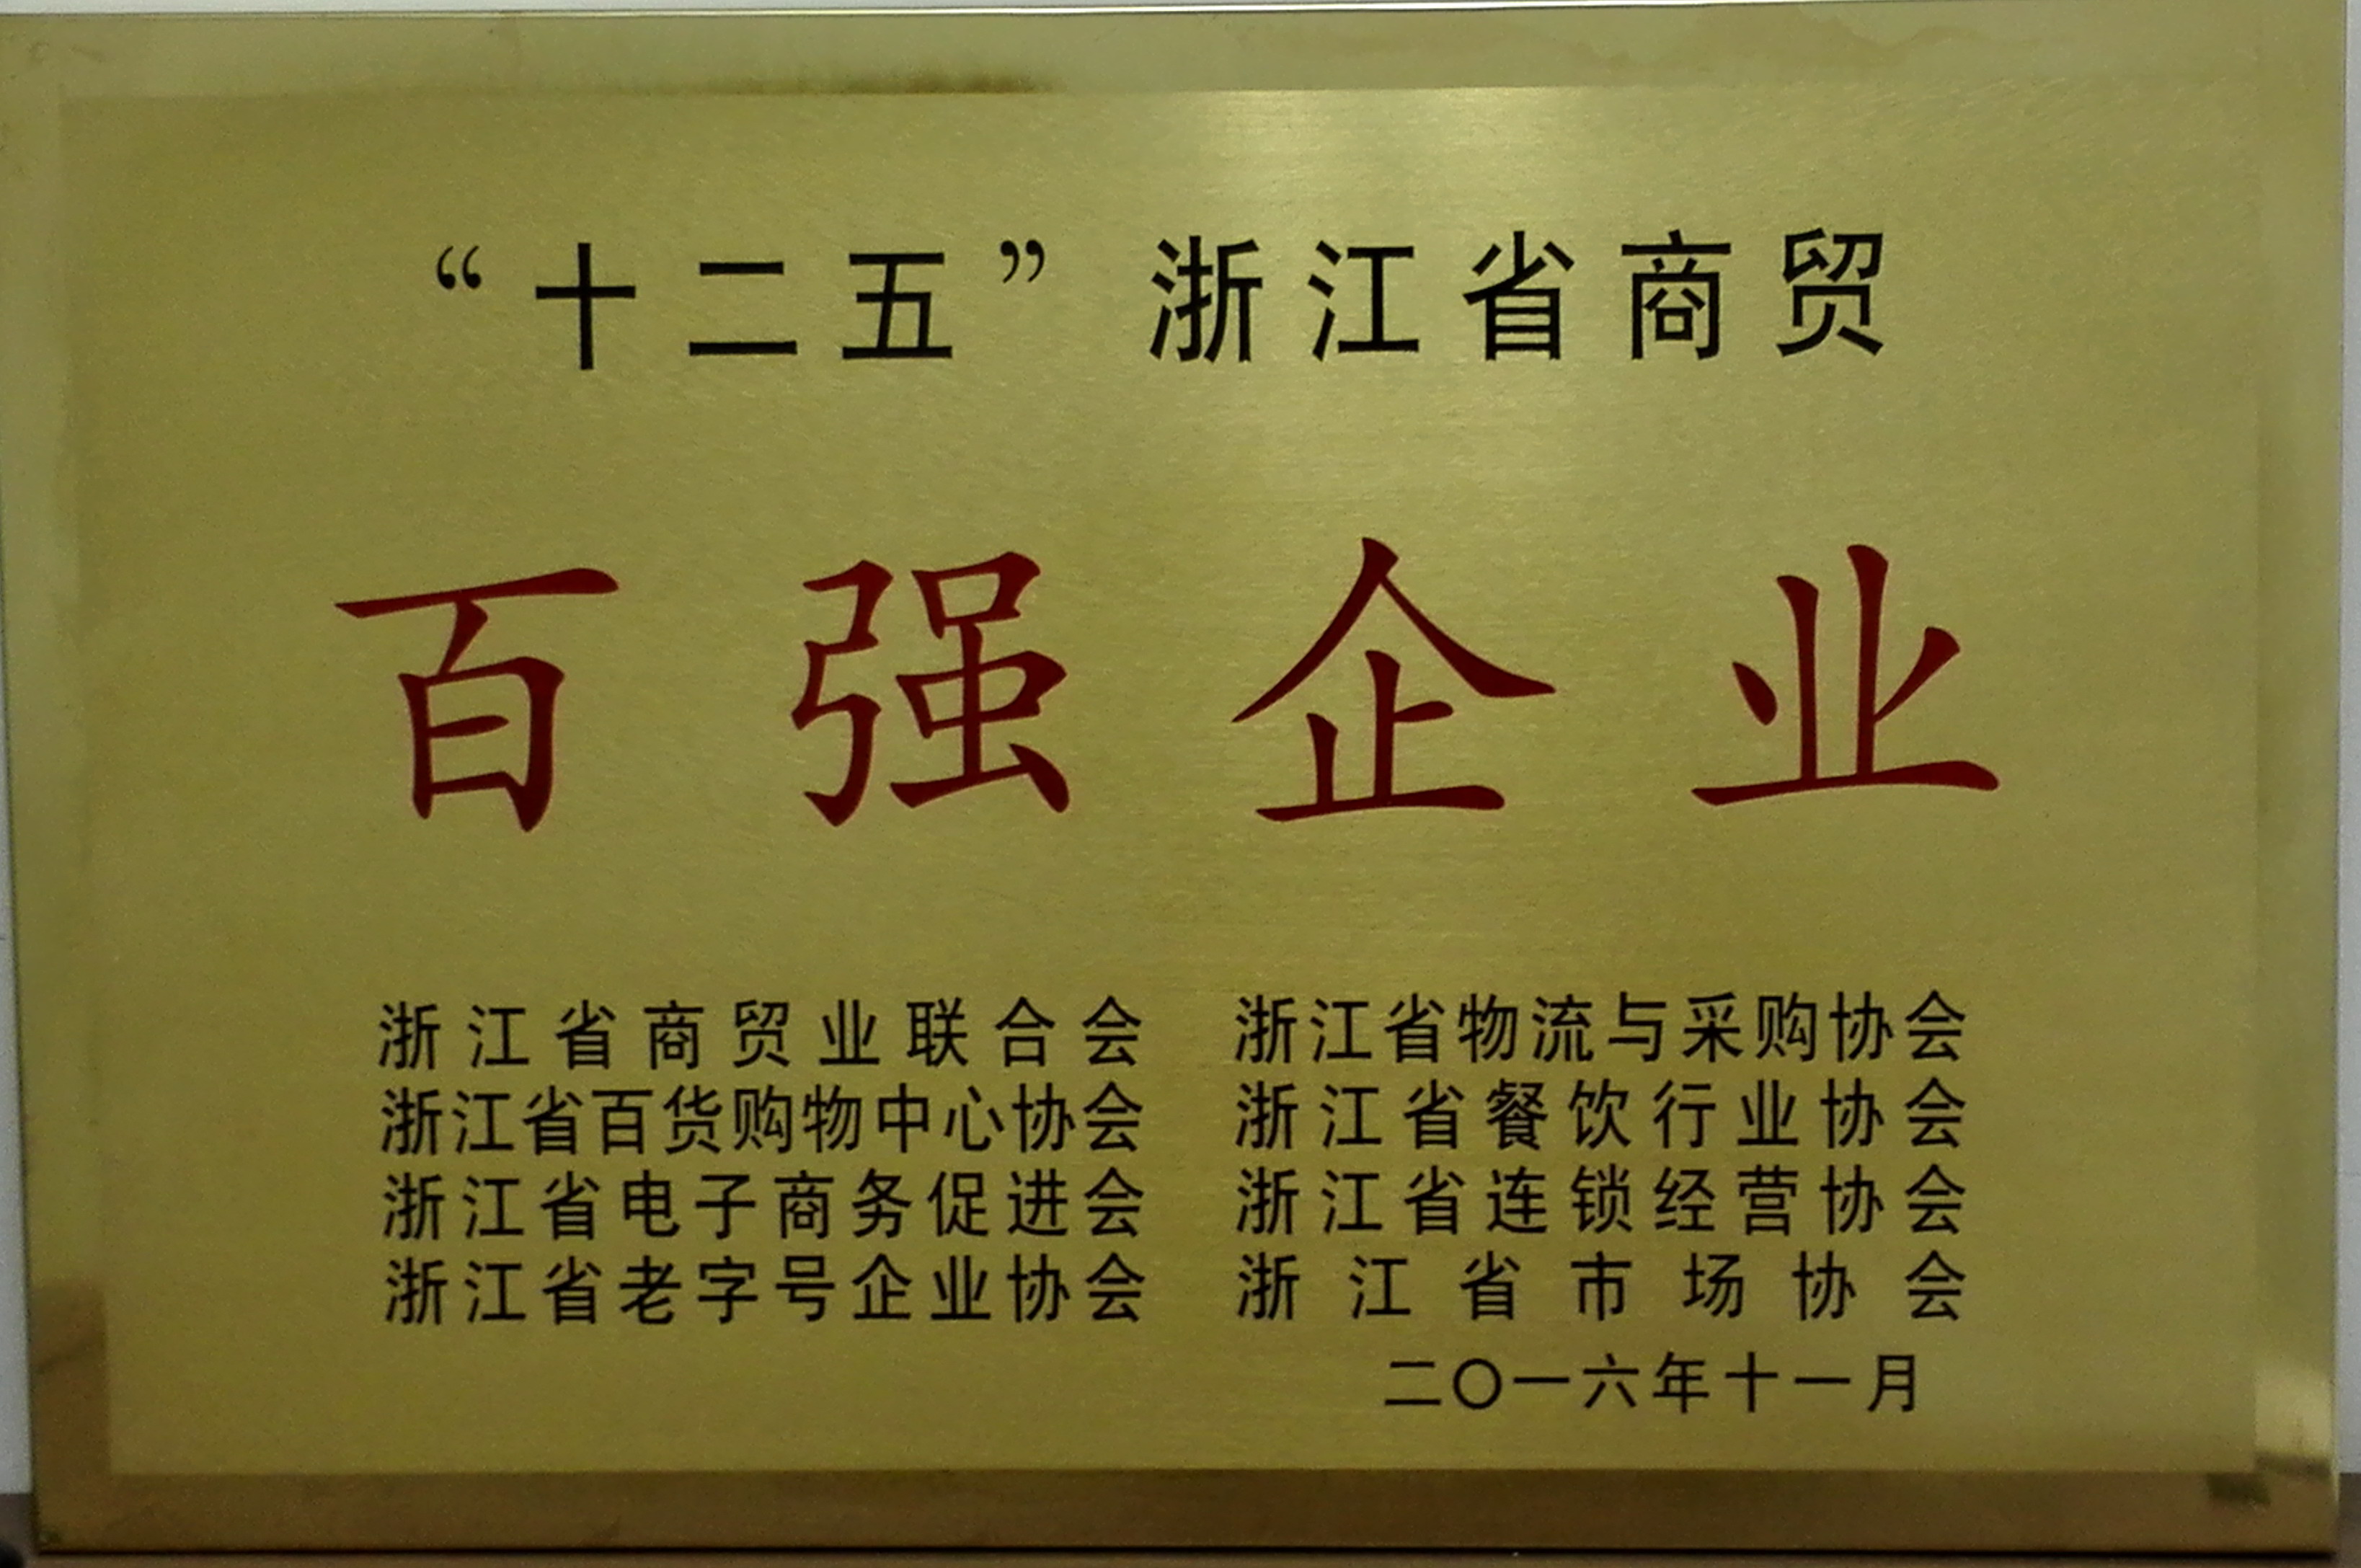 “十二五”浙江省商贸
百强企业
浙江省商贸业联合会 浙江省物流与采购协会
浙江省百货购物中心协会 浙江省餐饮行业协会
浙江省电子商务促进会 浙江省连锁经营协会
浙江省老字号企业协会 浙江省市场协会
二〇一六年十一月